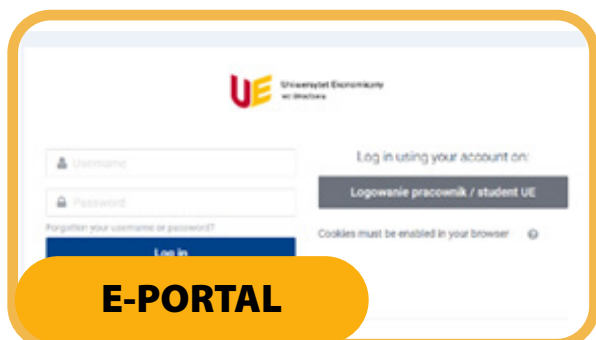 UE Uniwersytet Ekonomiczny
we Wrocławiu
Username
Password
Forgotten your username or password?
Log in
Log in using your account on:
Logowanie pracownik / student UE
Cookies must be enabled in your browser
E-PORTAL